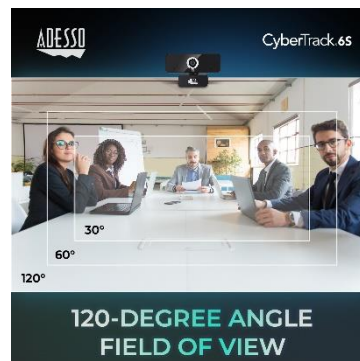 ADESSO
CyberTrack.6S
30°
60°
120°
120-DEGREE ANGLE
FIELD OF VIEW